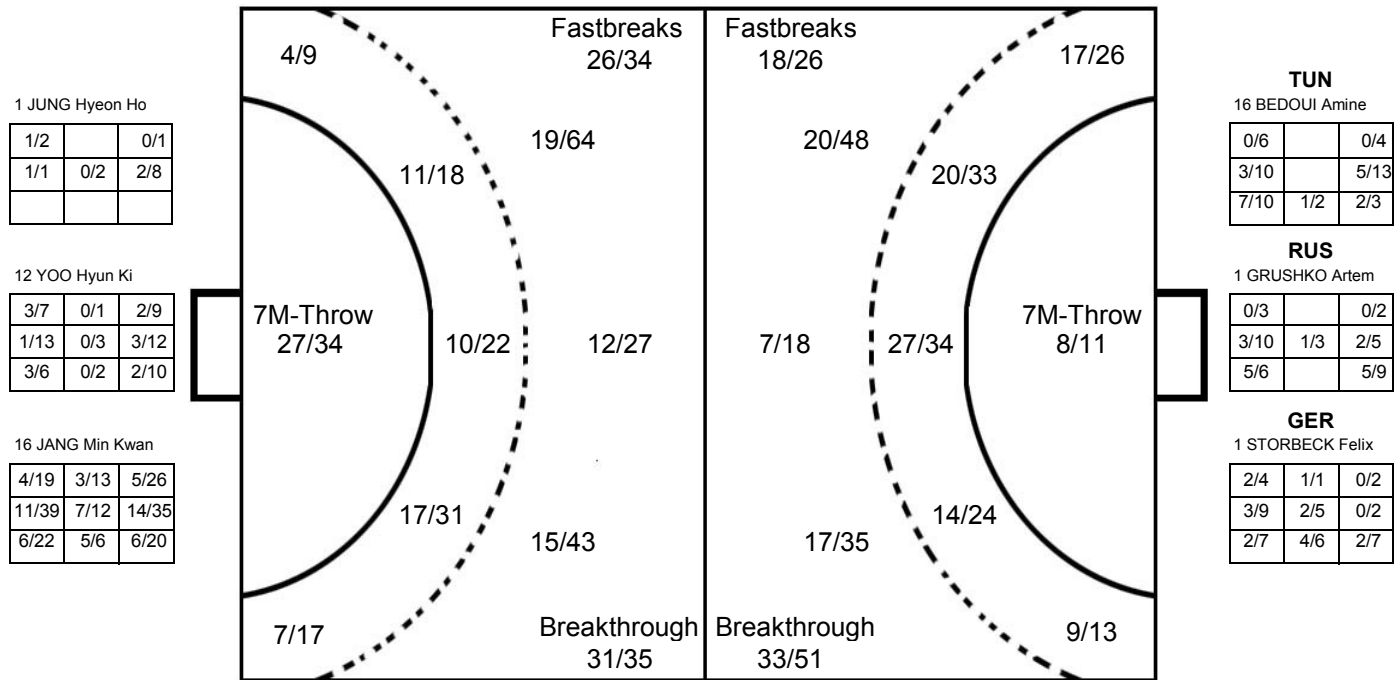 1 JUNG Hyeon Ho
1/2 0/1
1/1 0/2 2/8
12 YOO Hyun Ki
3/7 0/1 2/9
1/13 0/3 3/12
3/6 0/2 2/10
16 JANG Min Kwan
4/19 3/13 5/26
11/39 7/12 14/35
6/22 5/6 6/20
Fastbreaks
26/34
4/9
19/64
11/18
7M-Throw
27/34
10/22
12/27
17/31
15/43
7/17
Breakthrough
31/35
Fastbreaks
18/26
17/26
20/48
20/33
7/18
27/34
7M-Throw
8/11
14/24
17/35
9/13
Breakthrough
33/51
TUN
16 BEDOUI Amine
0/6 0/4
3/10 5/13
7/10 1/2 2/3
RUS
1 GRUSHKO Artem
0/3 0/2
3/10 1/3 2/5
5/6 5/9
GER
1 STORBECK Felix
2/4 1/1 0/2
3/9 2/5 0/2
2/7 4/6 2/7